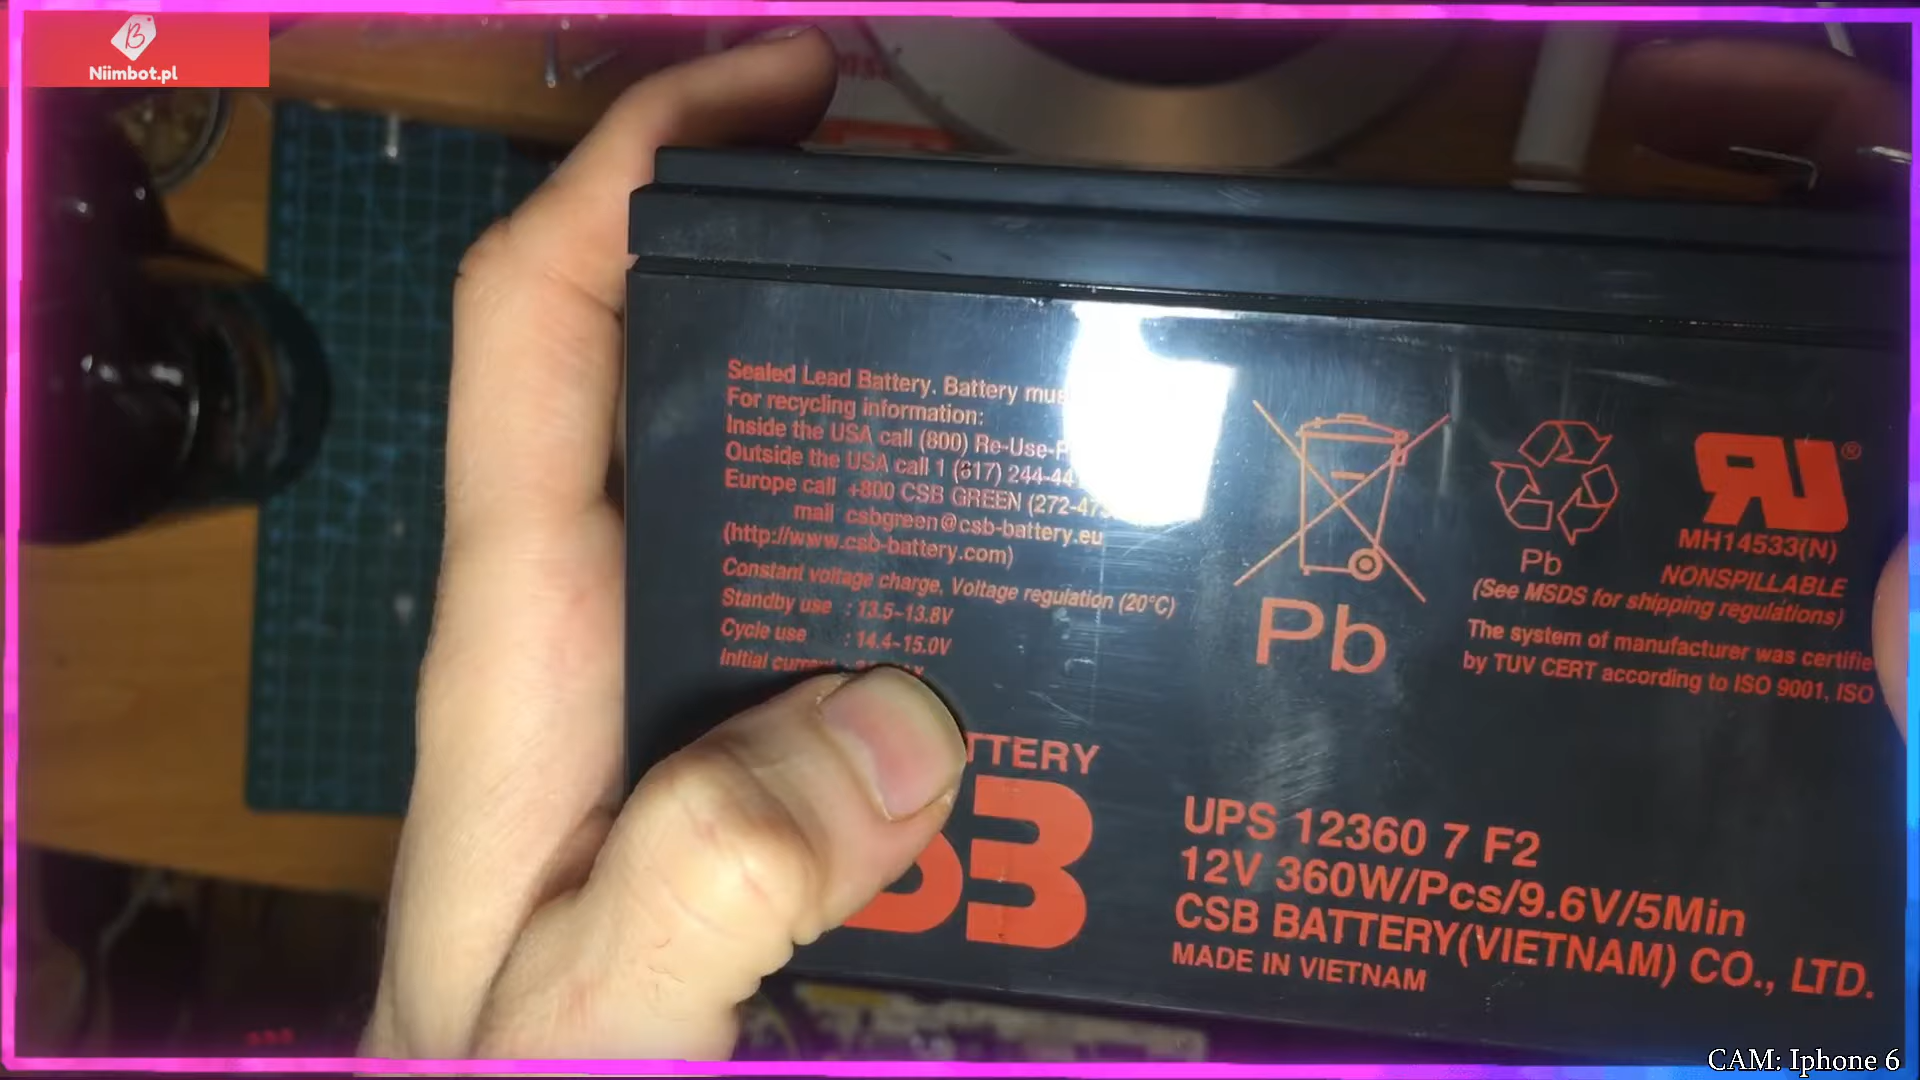 Niimbot.pl
Sealed Lead Battery. Battery
For recycling information:
Inside the USA call (800) Re-Use-
Outside the USA call 1 (617) 244-44
Europe call +800 CSB GREEN (272-47
mail csbgreen@csb-battery.eu
(http://www.csb-battery.com)
Constant voltage charge, Voltage regulation (20°C)
Standby use : 13.5~13.8V
Cycle use : 14.4~15.0V
Initial
Pb
Pb
MH14533(N)
NONSPILLABLE
(See MSDS for shipping regulations)
The system of manufacturer was
by TUV CERT according to ISO 9001, ISO
UPS 12360 7 F2
12V 360W/Pcs/9.6V/5Min
CSB BATTERY(VIETNAM) CO., LTD.
MADE IN VIETNAM
CAM: Iphone 6